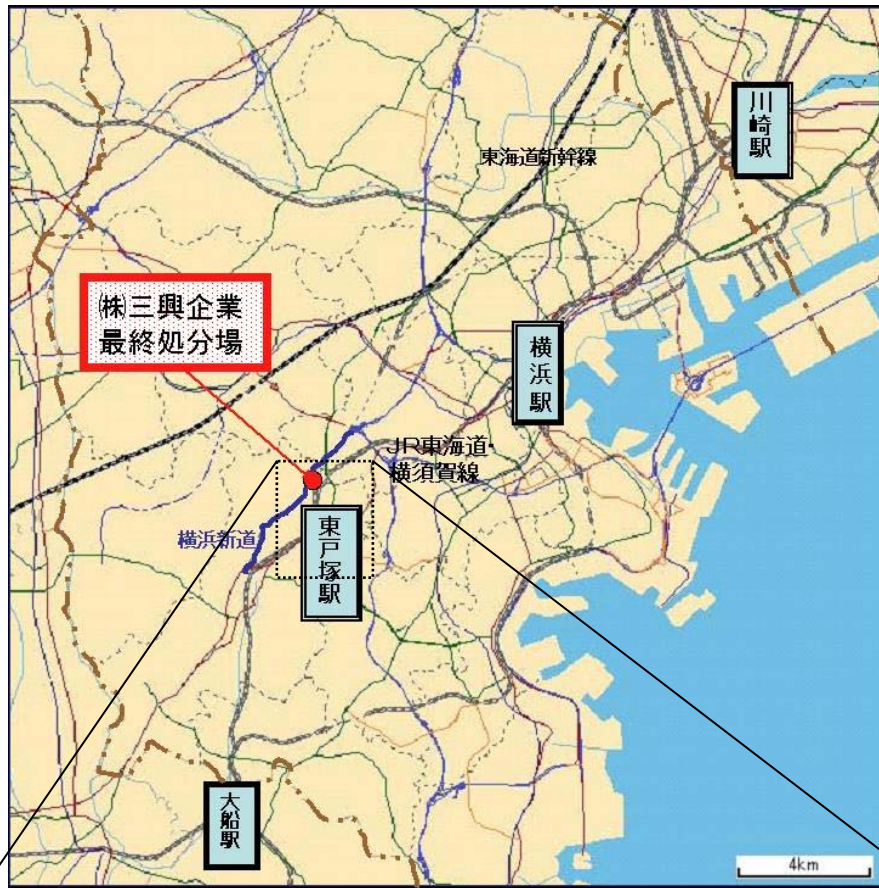 川崎駅
東海道新幹線
㈱三興企業
最終処分場
横浜駅
JR東海道・
横須賀線
東戸塚駅
横浜新道
大船駅
4km